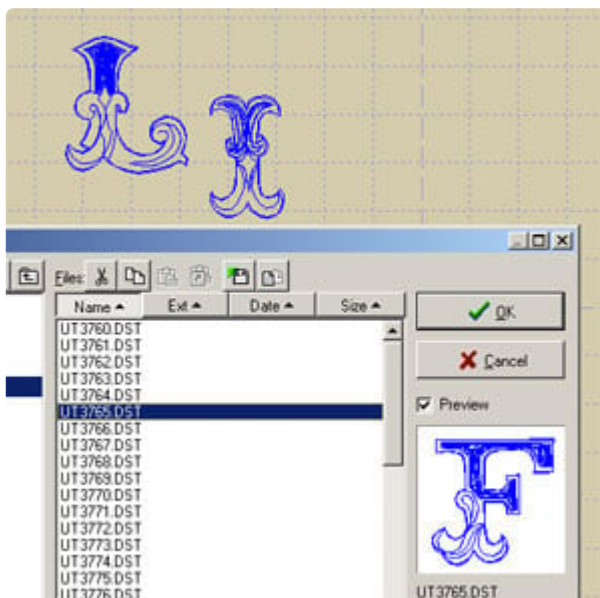 L I
Files:
Name Ext Date Size
OK
Cancel
Preview
UT3760.DST
UT3761.DST
UT3762.DST
UT3763.DST
UT3764.DST
UT3765.DST
UT3766.DST
UT3767.DST
UT3768.DST
UT3769.DST
UT3770.DST
UT3771.DST
UT3772.DST
UT3773.DST
UT3774.DST
UT3775.DST
UT3776.DST
F
UT3765.DST